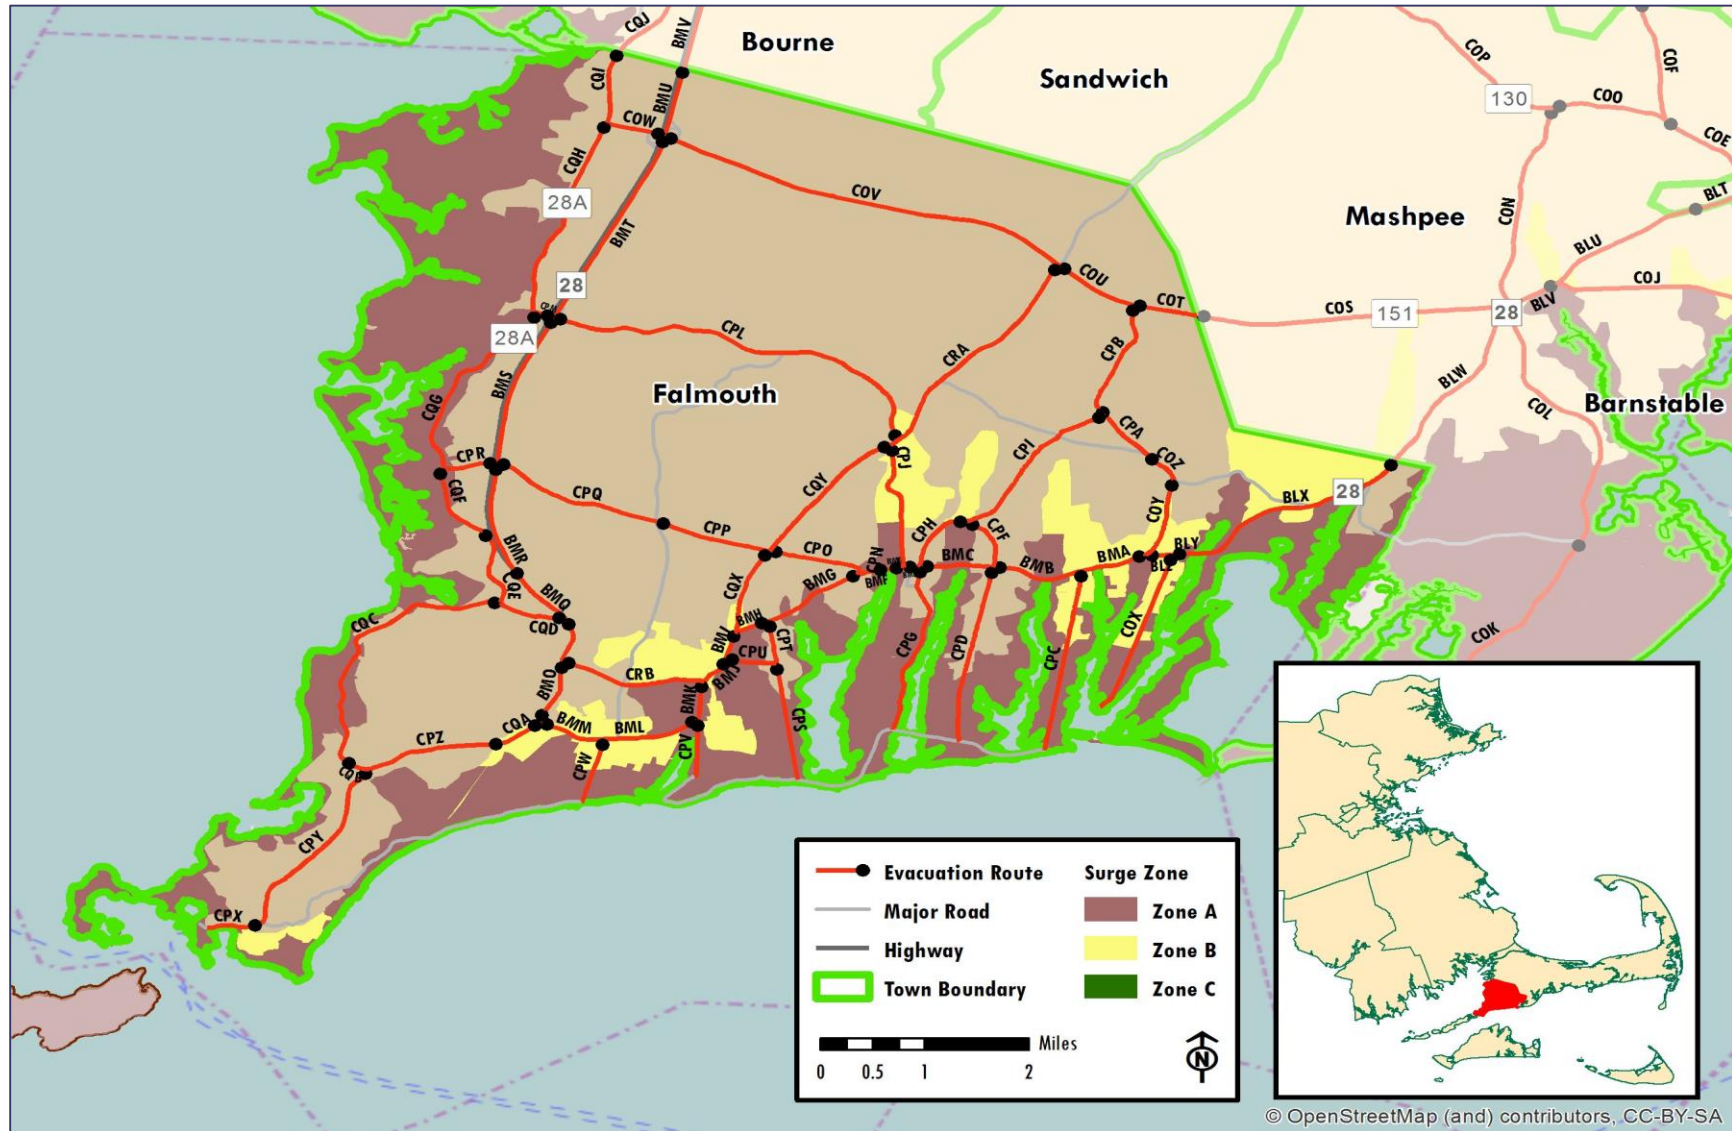 CQJ
BMV
Bourne
COP
COF
CQI
BMU
Sandwich
130
COO
COW
COE
CQH
COV
CON
BLT
28A
BMT
Mashpee
BLU
28
COU
COT
COJ
COS
151
28
BLV
28A
CPL
CPB
CRA
BLW
BMS
Falmouth
COL
Barnstable
CQG
CPA
CPI
CPR
CPJ
COZ
CQF
CQY
CPQ
COY
BLX
28
CPP
CPH
CPF
BMR
CPO
CPN
BMC
BMA
BLY
BMB
BLZ
CQE
BMG
BMF
CQX
BMQ
CQC
CQD
BMH
BMI
CPT
CPG
CPD
CPC
COX
COK
CPU
CRB
BMJ
BMO
BMK
CQA
BMM
BML
CPS
CPZ
CPV
CPW
CQB
CPY
CPX
Evacuation Route
Major Road
Highway
Town Boundary
Surge Zone
Zone A
Zone B
Zone C
Miles
0 0.5 1 2
N
© OpenStreetMap (and) contributors, CC-BY-SA